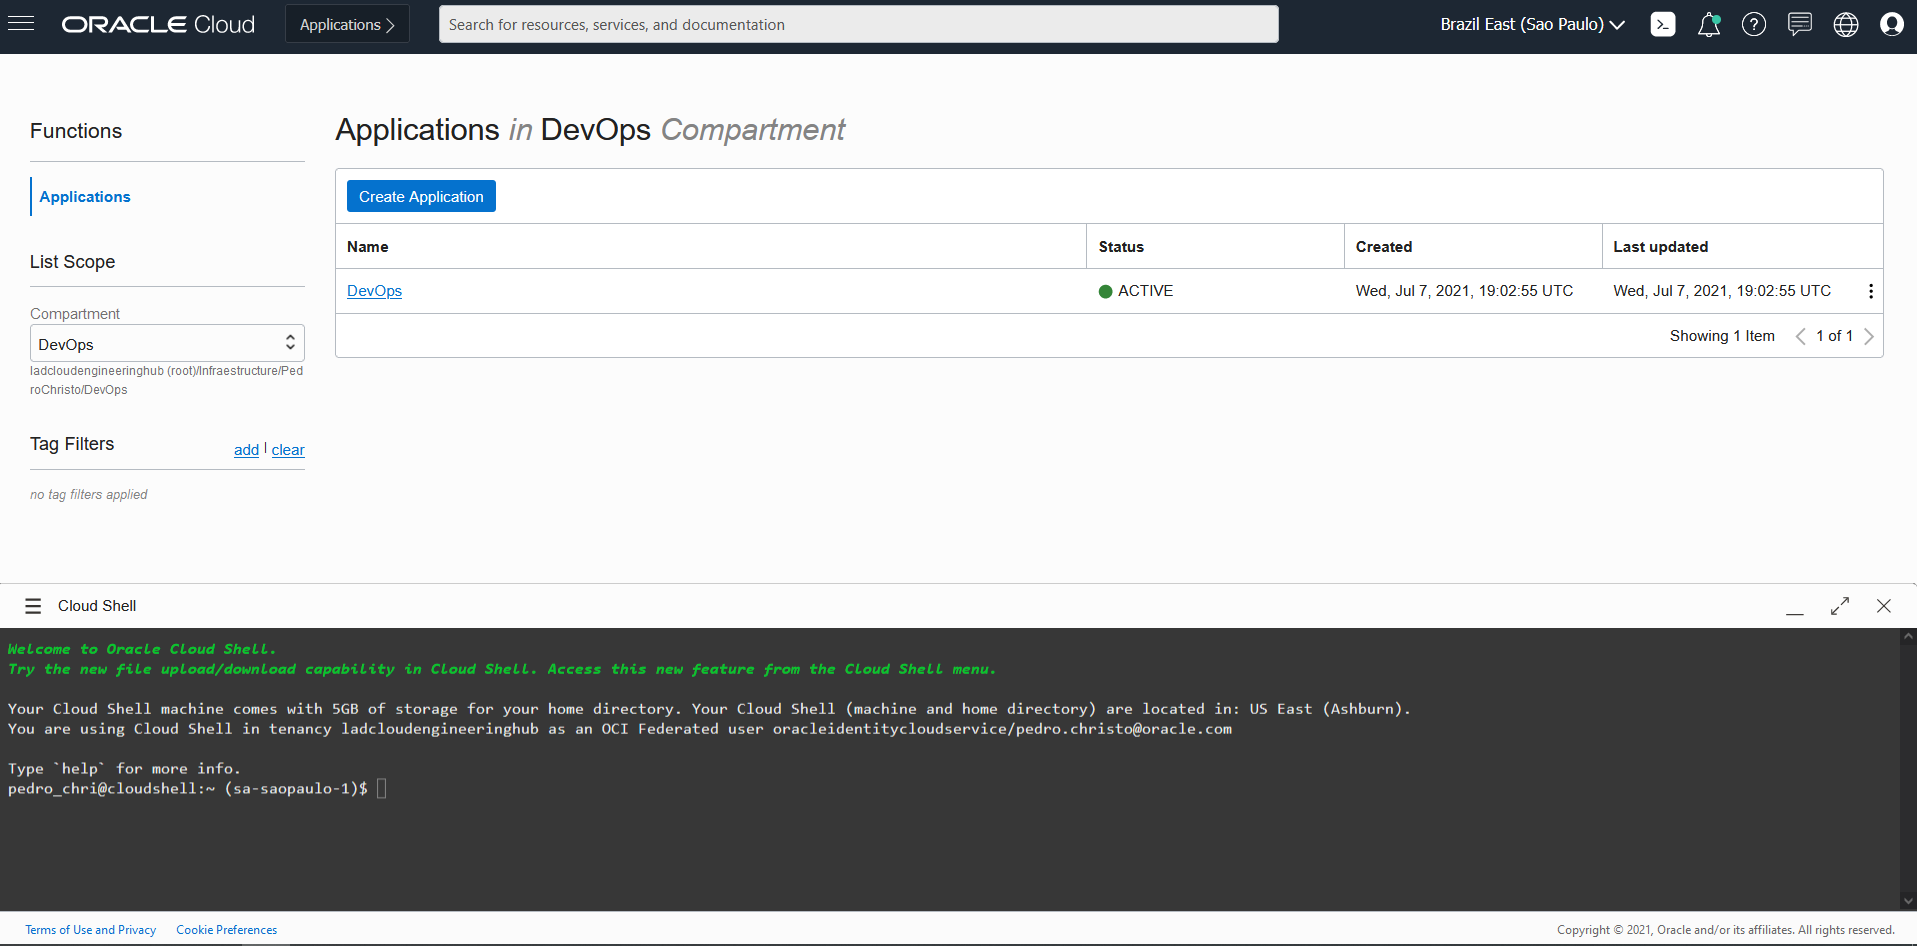 ORACLE Cloud
Applications
Search for resources, services, and documentation
Brazil East (Sao Paulo)
Functions
Applications
List Scope
Compartment
DevOps
ladcloudengineeringhub (root)/Infraestructure/Ped
roChristo/DevOps
Tag Filters
add | clear
no tag filters applied
Applications in DevOps Compartment
Create Application
Name Status Created Last updated
DevOps ACTIVE Wed, Jul 7, 2021, 19:02:55 UTC Wed, Jul 7, 2021, 19:02:55 UTC
Showing 1 Item 1 of 1
Cloud Shell
Welcome to Oracle Cloud Shell.
Try the new file upload/download capability in Cloud Shell. Access this new feature from the Cloud Shell menu.
Your Cloud Shell machine comes with 5GB of storage for your home directory. Your Cloud Shell (machine and home directory) are located in: US East (Ashburn).
You are using Cloud Shell in tenancy ladcloudengineeringhub as an OCI Federated user oracleidentitycloudservice/pedro.christo@oracle.com
Type `help` for more info.
pedro_chri@cloudshell:~ (sa-saopaulo-1)$
Terms of Use and Privacy Cookie Preferences
Copyright © 2021, Oracle and/or its affiliates. All rights reserved.